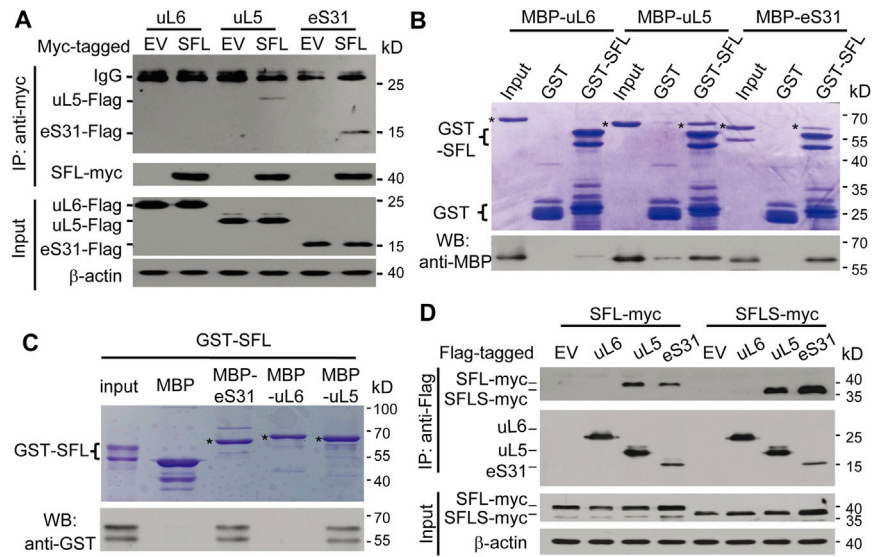 A
uL6 uL5 eS31
Myc-tagged EV SFL EV SFL EV SFL kD
IP: anti-myc
IgG
25
uL5-Flag
eS31-Flag 15
SFL-myc 40
Input
uL6-Flag 25
uL5-Flag
eS31-Flag 15
β-actin 40
B
MBP-uL6 MBP-uL5 MBP-eS31
Input GST GST-SFL Input GST GST-SFL Input GST GST-SFL kD
* * * * 70
GST-SFL 55
40
35
GST 25
WB: anti-MBP 70
55
C
GST-SFL
input MBP MBP-eS31 MBP-uL6 MBP-uL5 kD
100
* * * 70
GST-SFL 55
40
35
WB: anti-GST 70
55
D
SFL-myc SFLS-myc
Flag-tagged EV uL6 uL5 eS31 EV uL6 uL5 eS31 kD
IP: anti-Flag
SFL-myc 40
SFLS-myc 35
uL6 25
uL5
eS31 15
Input
SFL-myc 40
SFLS-myc 35
β-actin 40